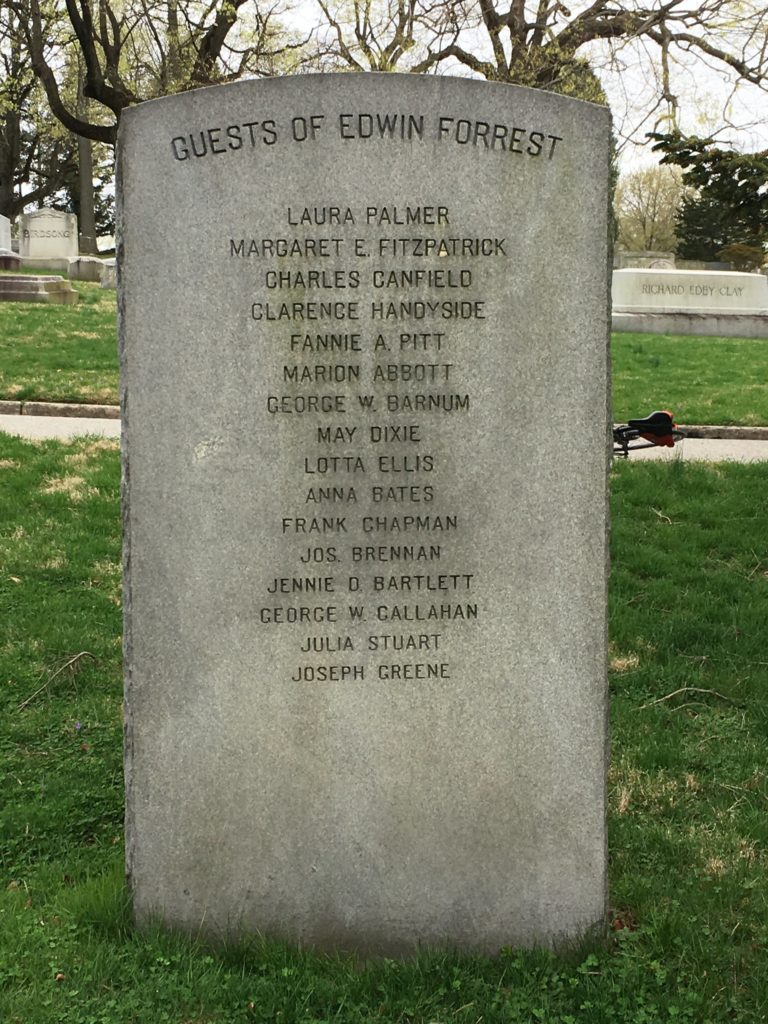 GUESTS OF EDWIN FORREST
LAURA PALMER
MARGARET E. FITZPATRICK
CHARLES CANFIELD
CLARENCE HANDYSIDE
FANNIE A. PITT
MARION ABBOTT
GEORGE W. BARNUM
MAY DIXIE
LOTTA ELLIS
ANNA BATES
FRANK CHAPMAN
JOS. BRENNAN
JENNIE D. BARTLETT
GEORGE W. CALLAHAN
JULIA STUART
JOSEPH GREENE
BIRDSONG
RICHARD EDBY CLAY